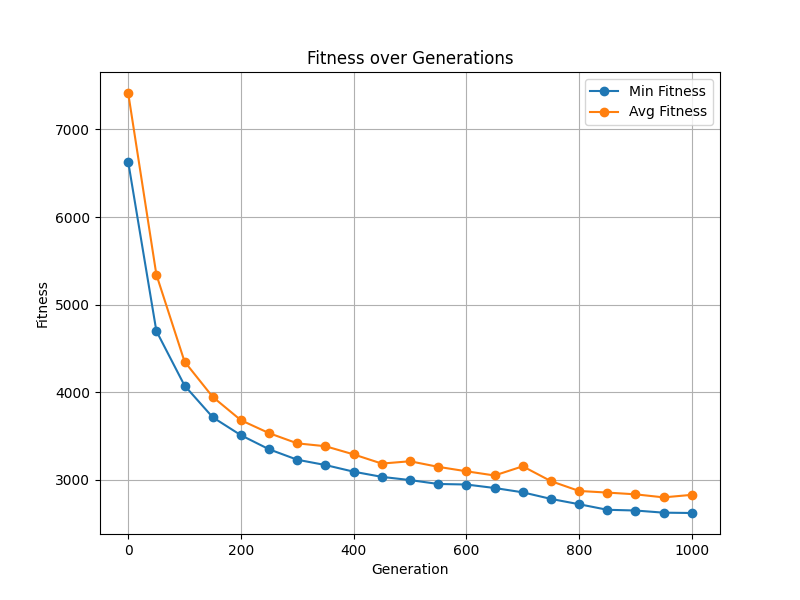 Fitness over Generations
Min Fitness
Avg Fitness
7000
6000
5000
4000
3000
Fitness
0 200 400 600 800 1000
Generation